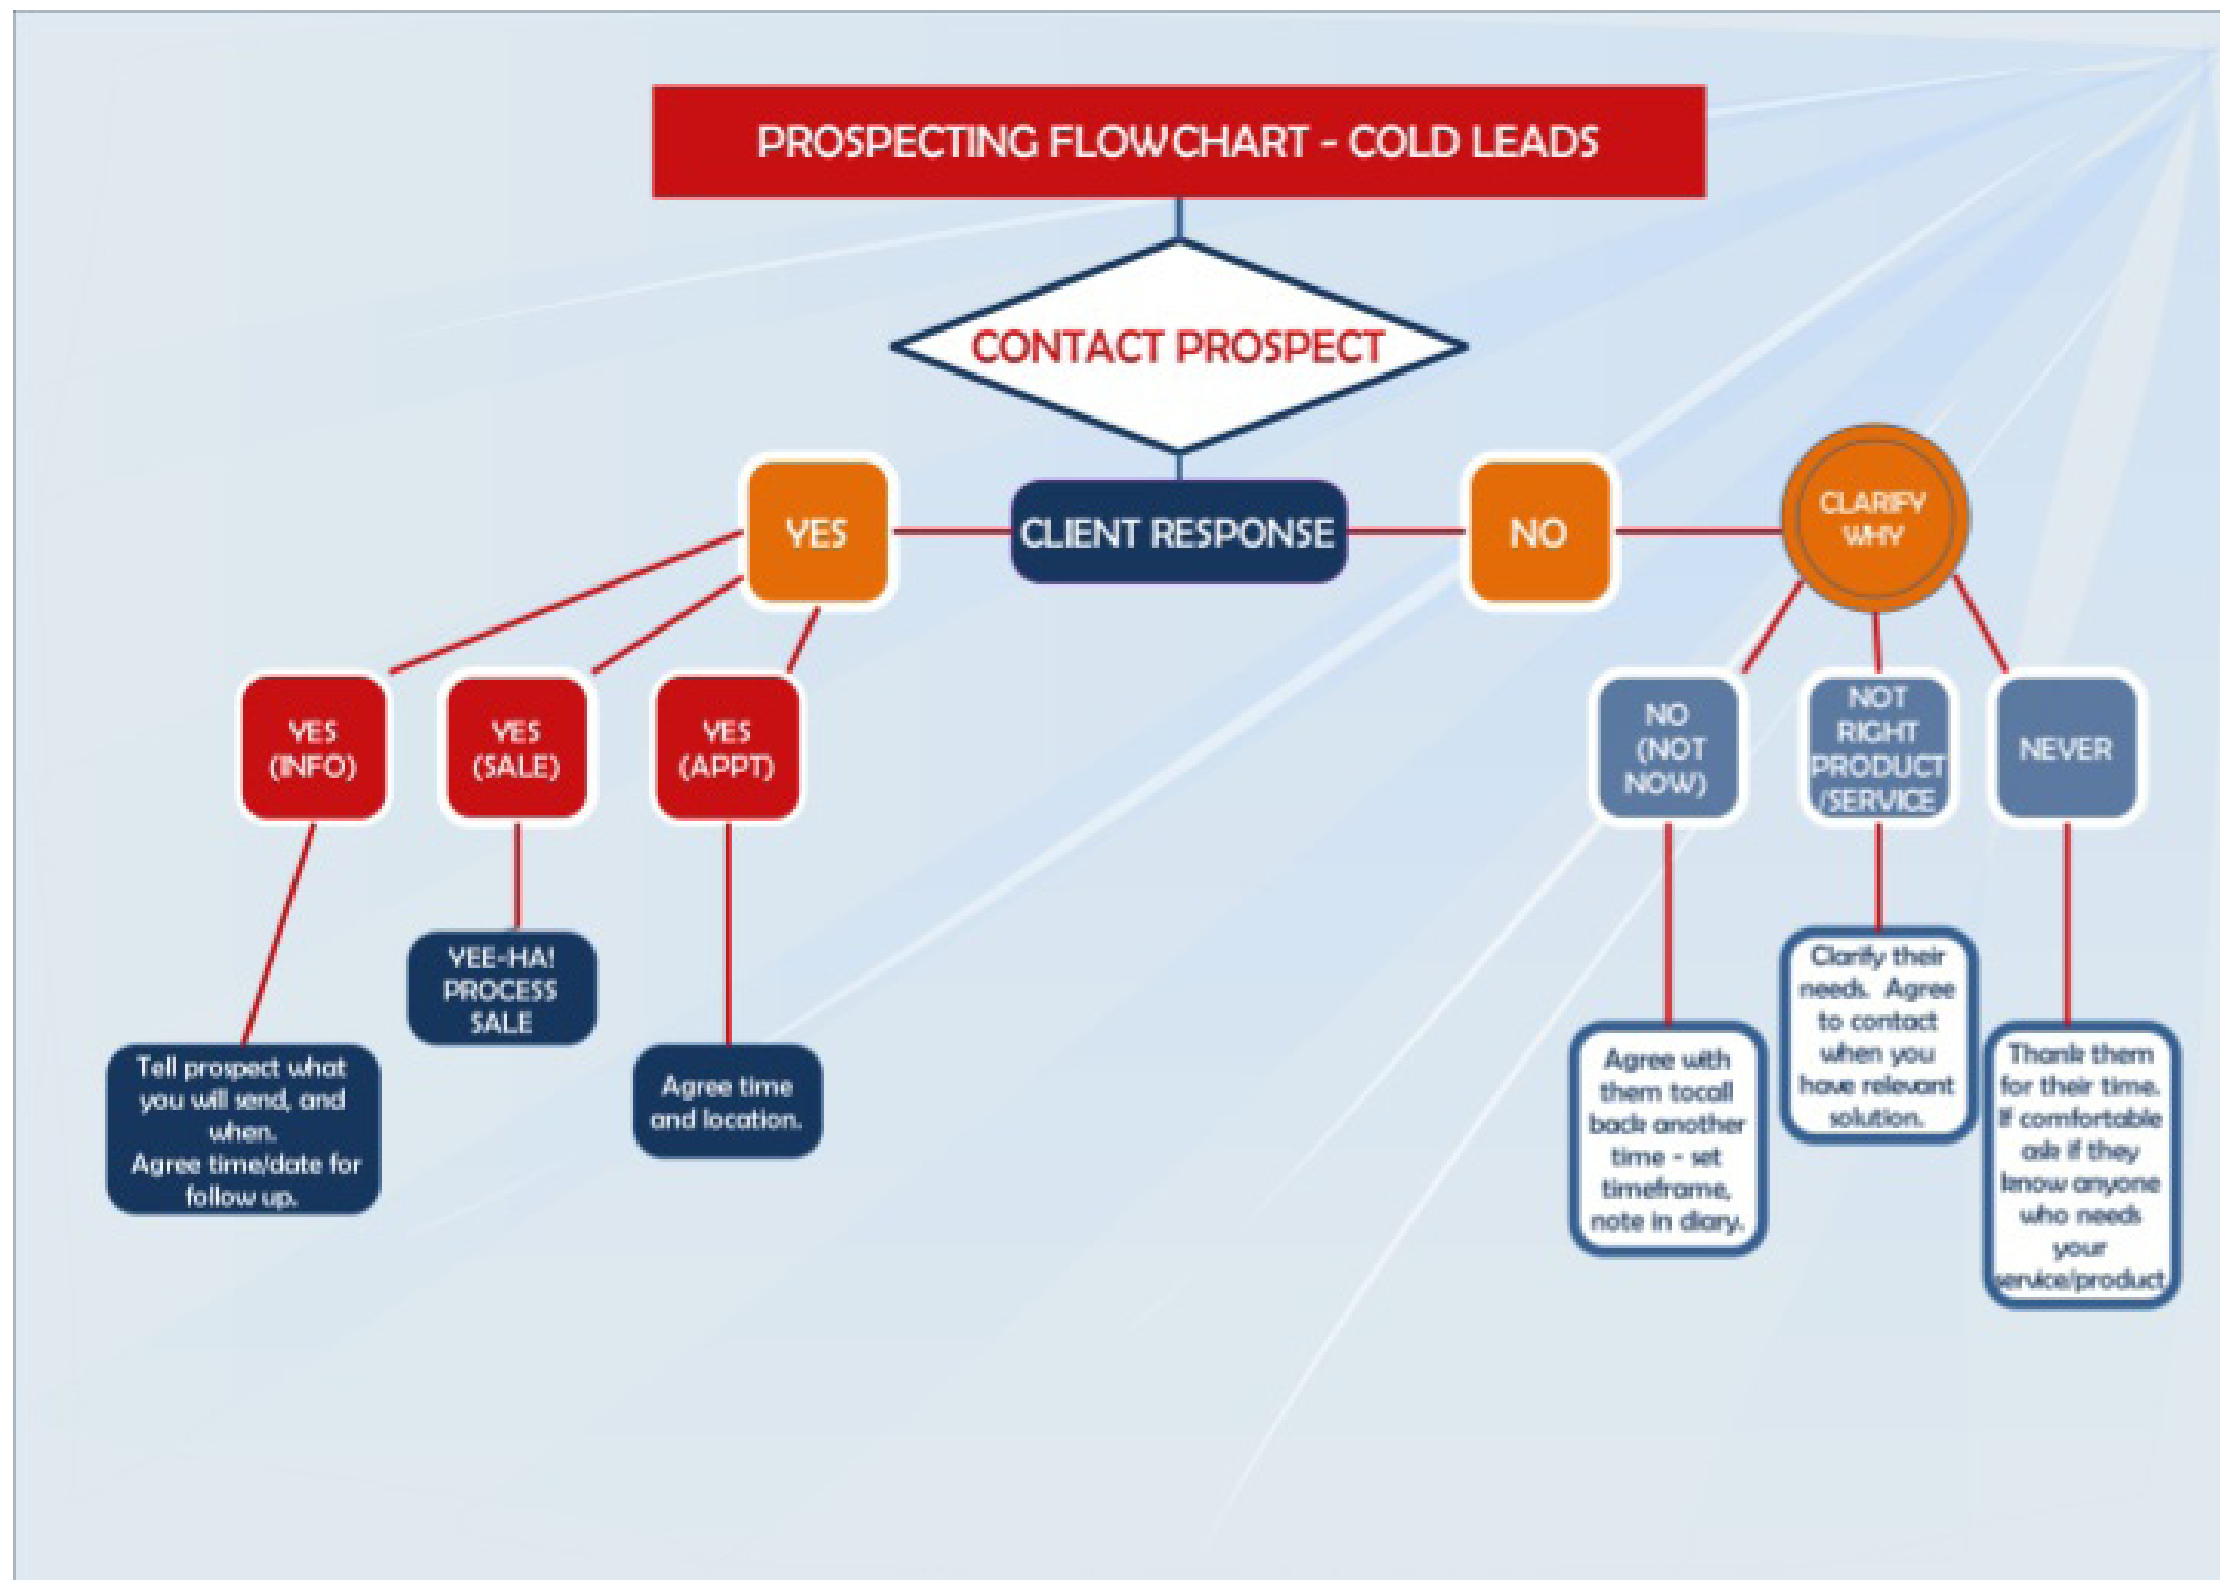 PROSPECTING FLOWCHART - COLD LEADS
CONTACT PROSPECT
YES
CLIENT RESPONSE
NO
CLARIFY
WHY
YES
(INFO)
YES
(SALE)
YES
(APPT)
NO
(NOT
NOW)
NOT
RIGHT
PRODUCT
/SERVICE
NEVER
Tell prospect what
you will send, and
when.
Agree time/date for
follow up.
YEE-HA!
PROCESS
SALE
Agree time
and location.
Agree with
them tocall
back another
time - set
timeframe,
note in diary.
Clarify their
needs. Agree
to contact
when you
have relevant
solution.
Thank them
for their time.
If comfortable
ask if they
know anyone
who needs
your
service/product